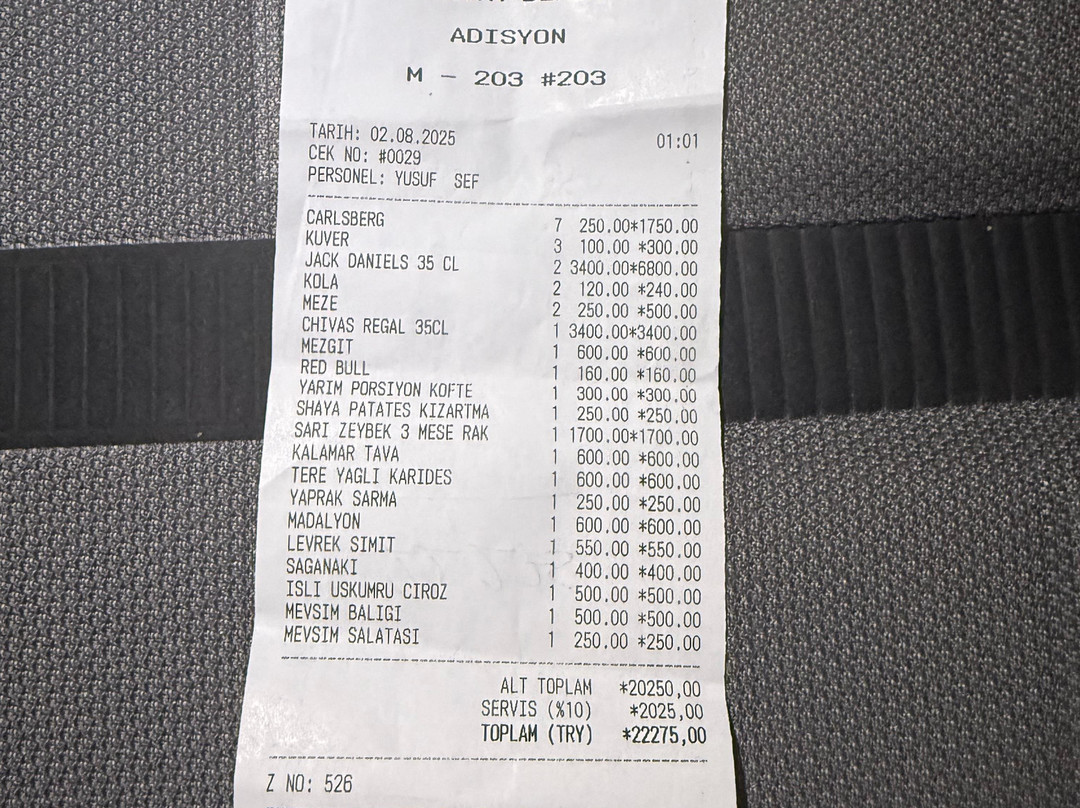 ADISYON
M - 203 #203
TARIH: 02.08.2025 01:01
CEK NO: #0029
PERSONEL: YUSUF SEF
CARLSBERG 7 250.00*1750.00
KUVER 3 100.00 *300.00
JACK DANIELS 35 CL 2 3400.00*6800.00
KOLA 2 120.00 *240.00
MEZE 2 250.00 *500.00
CHIVAS REGAL 35CL 1 3400.00*3400.00
MEZGIT 1 600.00 *600.00
RED BULL 1 160.00 *160.00
YARIM PORSIYON KOFTE 1 300.00 *300.00
SHAYA PATATES KIZARTMA 1 250.00 *250.00
SARI ZEYBEK 3 MESE RAK 1 1700.00*1700.00
KALAMAR TAVA 1 600.00 *600.00
TERE YAGLI KARIDES 1 600.00 *600.00
YAPRAK SARMA 1 250.00 *250.00
MADALYON 1 600.00 *600.00
LEVREK SIMIT 1 550.00 *550.00
SAGANAKI 1 400.00 *400.00
ISLI USKUMRU CIROZ 1 500.00 *500.00
MEVSIM BALIGI 1 500.00 *500.00
MEVSIM SALATASI 1 250.00 *250.00
ALT TOPLAM *20250,00
SERVIS (%10) *2025,00
TOPLAM (TRY) *22275,00
Z NO: 526